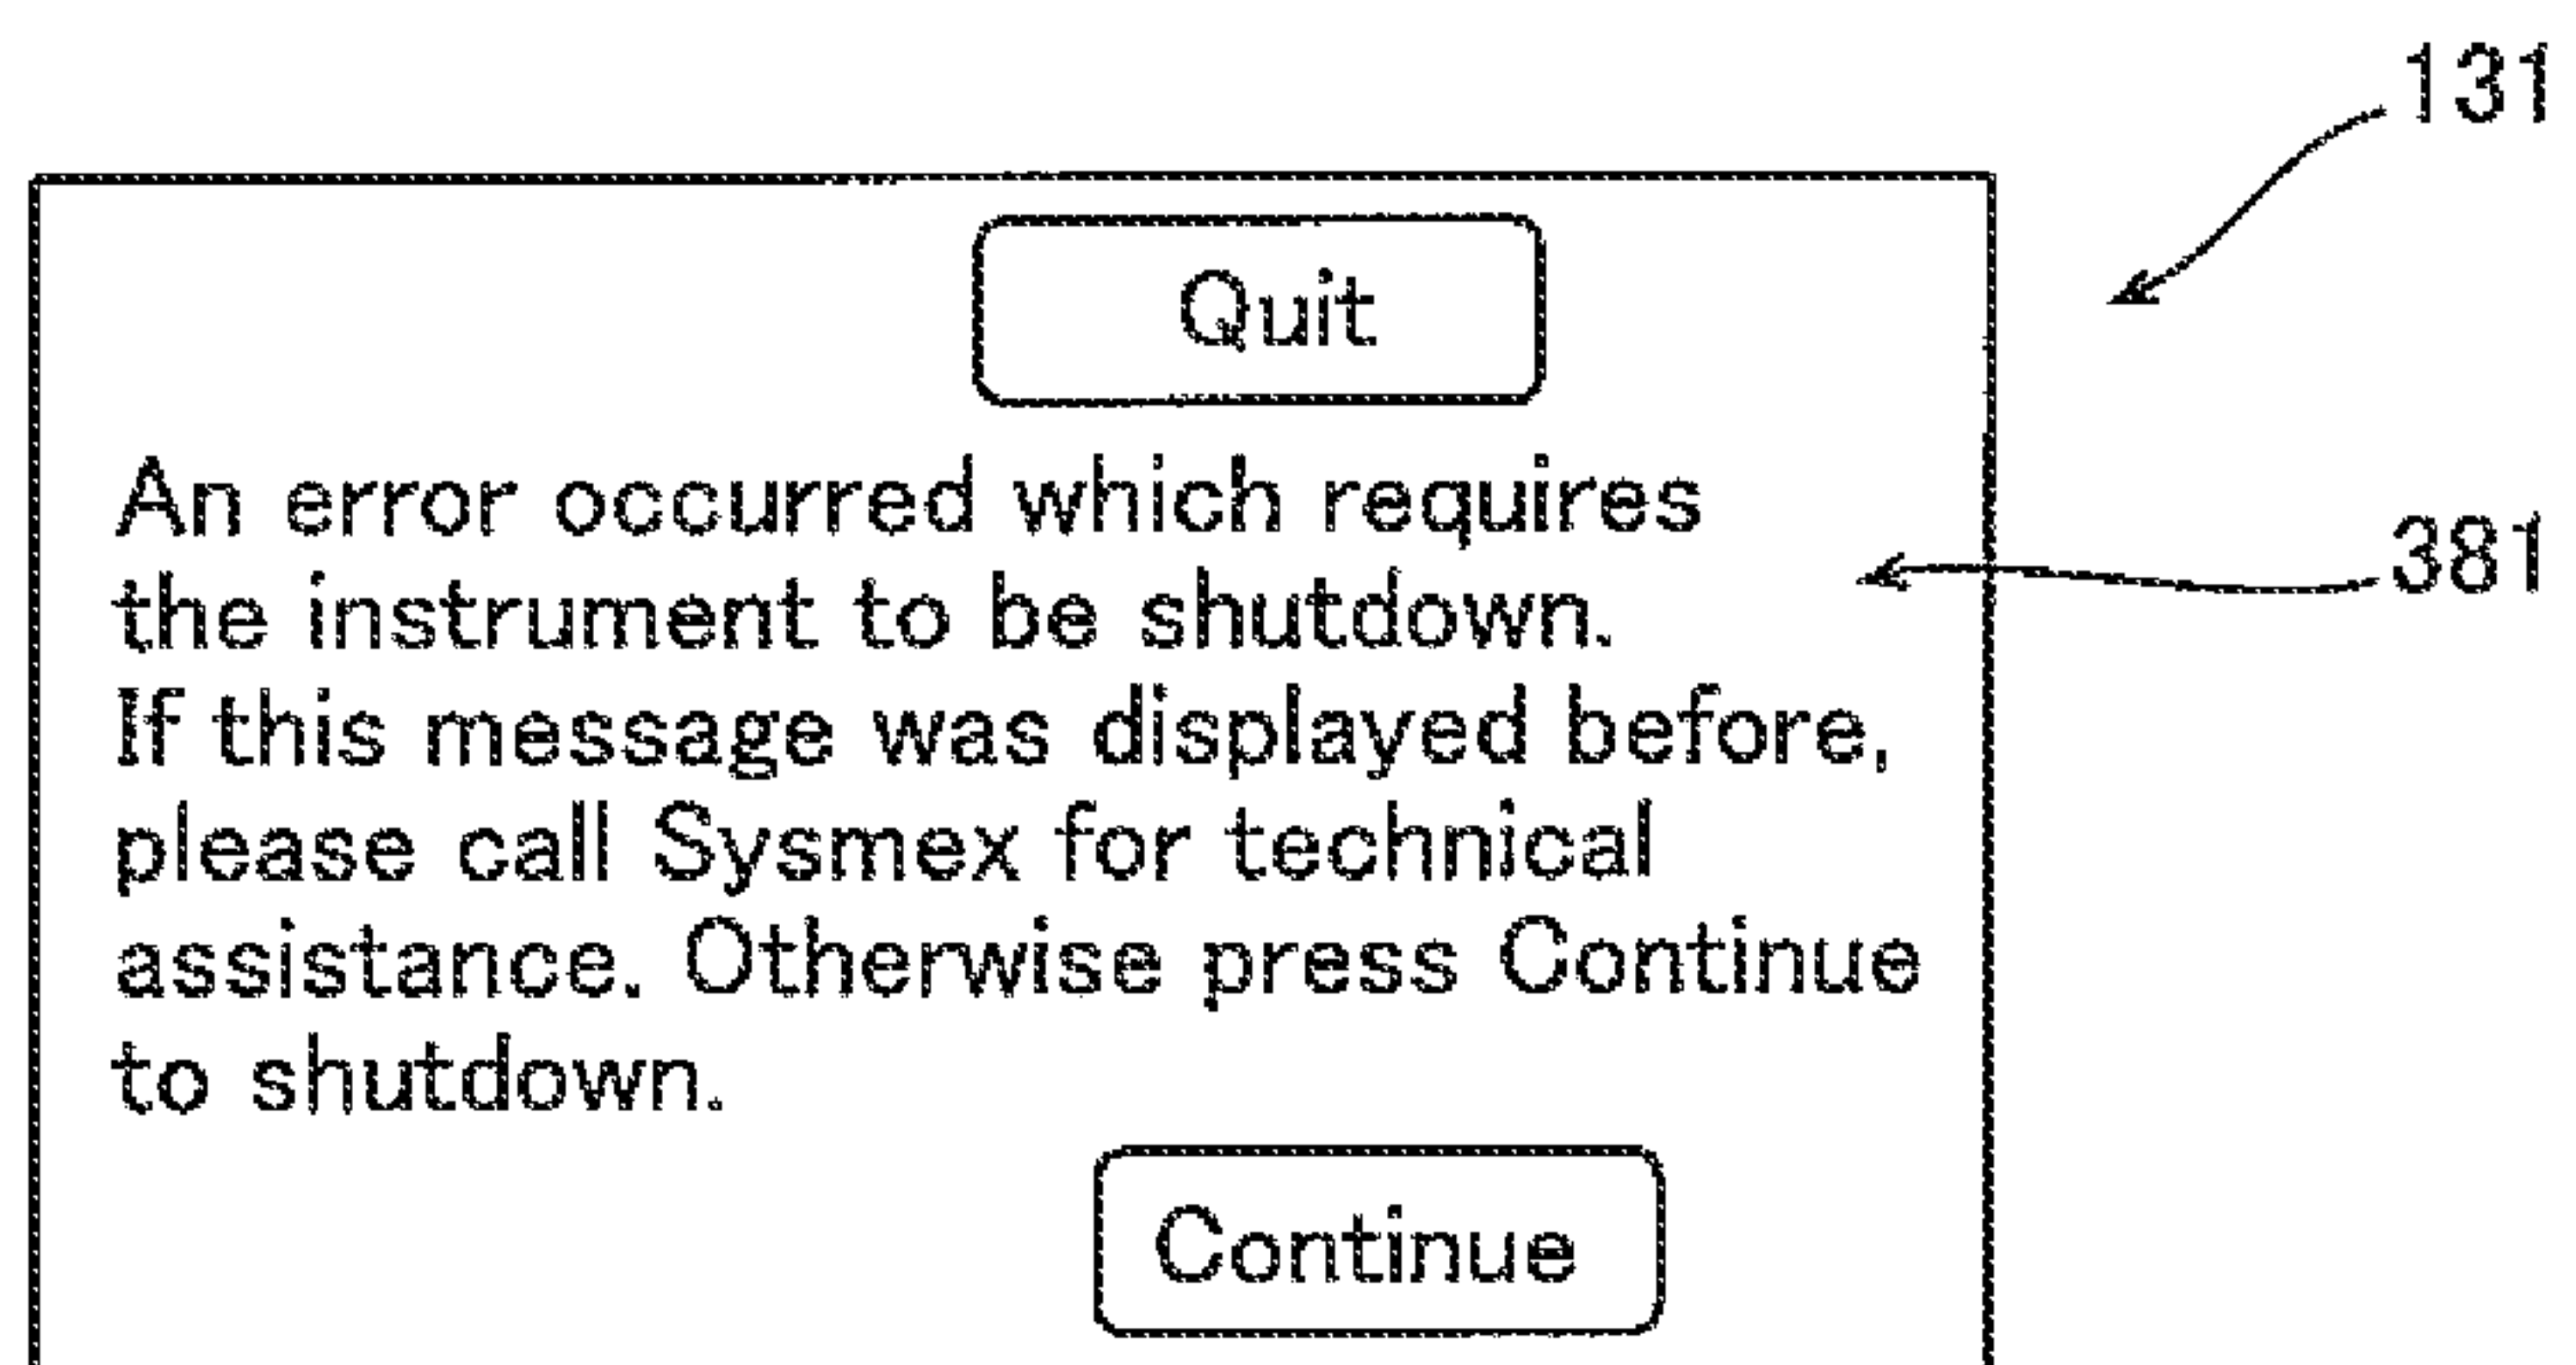 131
Quit
An error occurred which requires
381
the instrument to be shutdown.
If this message was displayed before,
please call Sysmex for technical
assistance. Otherwise press Continue
to shutdown.
Continue